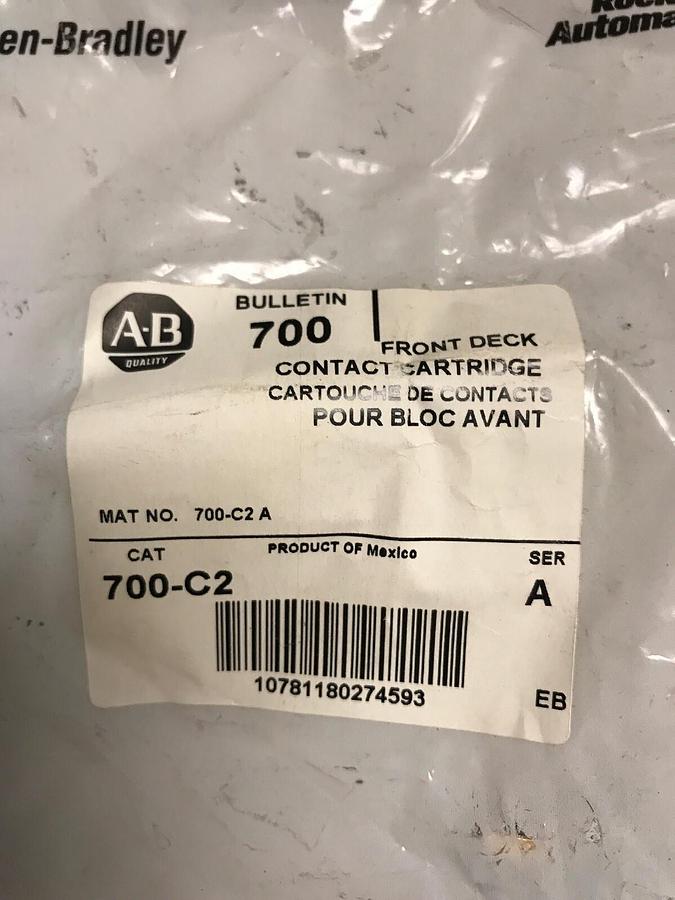 en-Bradley
Automa
A-B
QUALITY
BULLETIN
700
FRONT DECK
CONTACT CARTRIDGE
CARTOUCHE DE CONTACTS
POUR BLOC AVANT
MAT NO. 700-C2 A
CAT
PRODUCT OF Mexico
SER
700-C2
A
10781180274593
EB